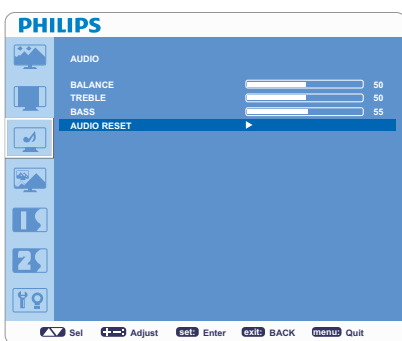 PHILIPS
AUDIO
BALANCE 50
TREBLE 50
BASS 55
AUDIO RESET
Sel Adjust set: Enter exit: BACK menu: Quit